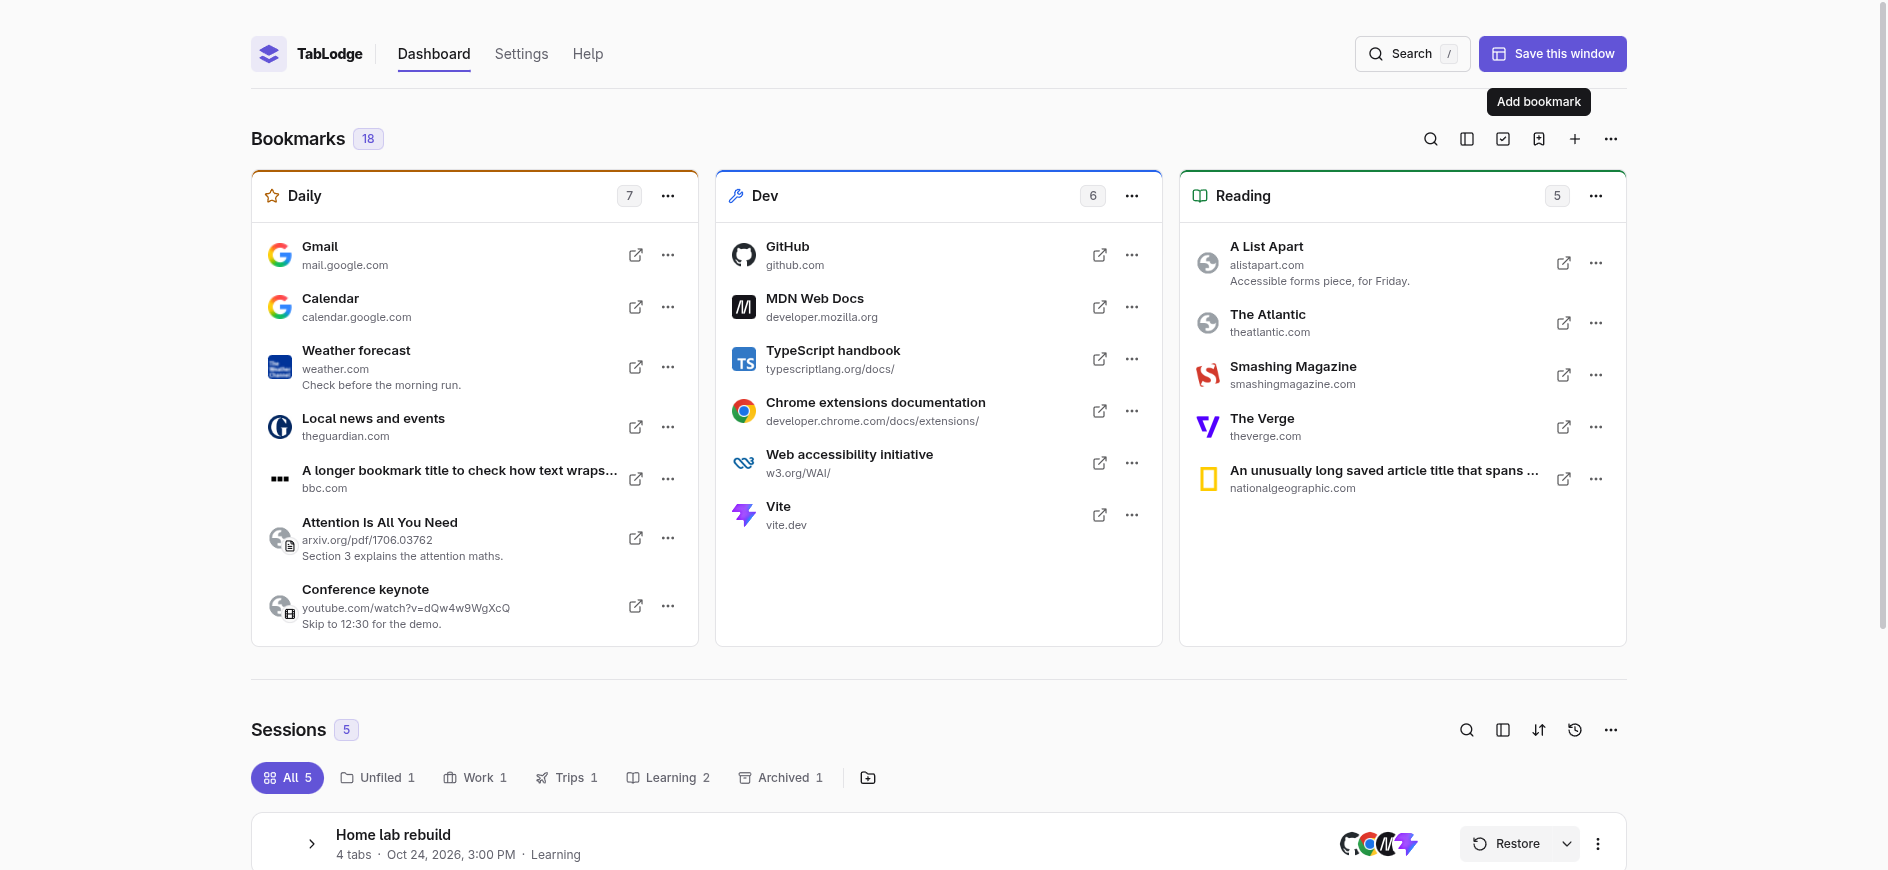 TabLodge
Dashboard
Settings
Help
Search /
Save this window
Add bookmark
Bookmarks 18
Daily 7
Gmail
mail.google.com
Calendar
calendar.google.com
Weather forecast
weather.com
Check before the morning run.
Local news and events
theguardian.com
A longer bookmark title to check how text wraps...
bbc.com
Attention Is All You Need
arxiv.org/pdf/1706.03762
Section 3 explains the attention maths.
Conference keynote
youtube.com/watch?v=dQw4w9WgXcQ
Skip to 12:30 for the demo.
Dev 6
GitHub
github.com
MDN Web Docs
developer.mozilla.org
TypeScript handbook
typescriptlang.org/docs/
Chrome extensions documentation
developer.chrome.com/docs/extensions/
Web accessibility initiative
w3.org/WAI/
Vite
vite.dev
Reading 5
A List Apart
alistapart.com
Accessible forms piece, for Friday.
The Atlantic
theatlantic.com
Smashing Magazine
smashingmagazine.com
The Verge
theverge.com
An unusually long saved article title that spans ...
nationalgeographic.com
Sessions 5
All 5
Unfiled 1
Work 1
Trips 1
Learning 2
Archived 1
Home lab rebuild
4 tabs · Oct 24, 2026, 3:00 PM · Learning
Restore